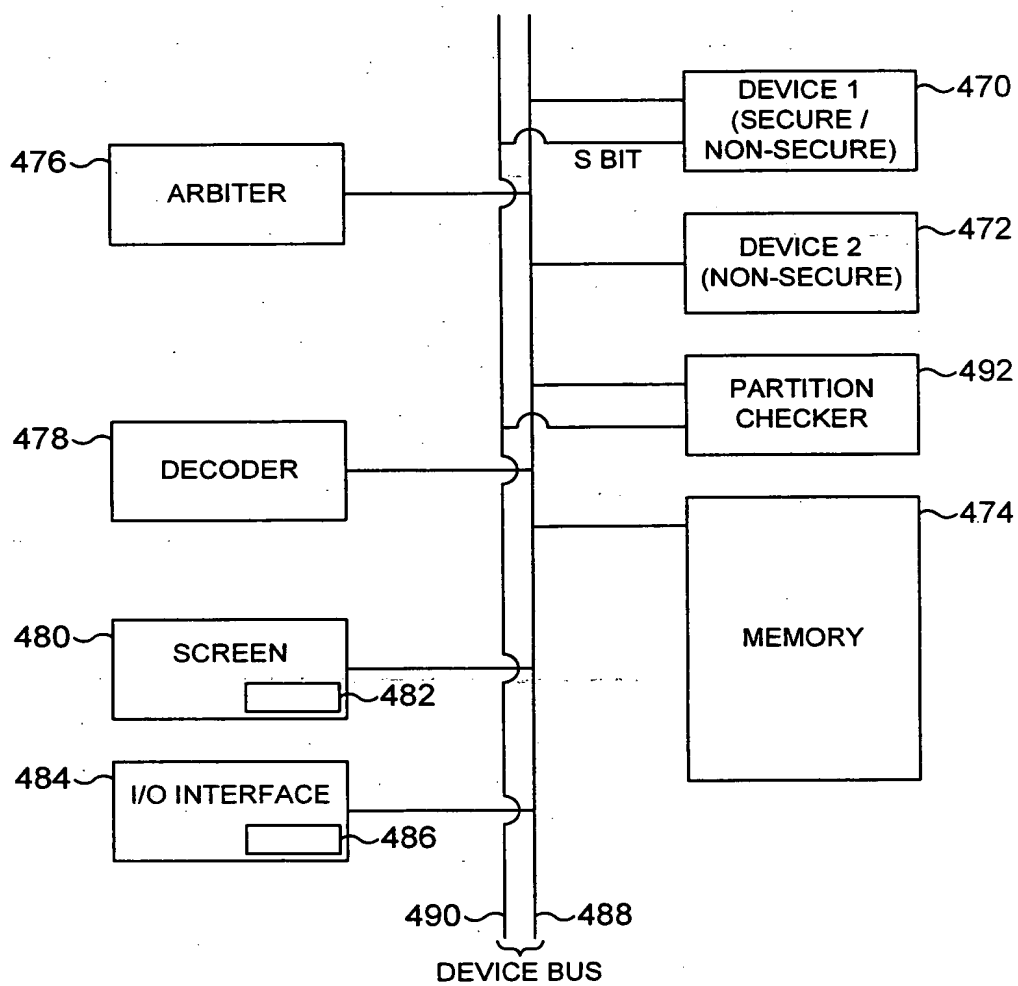 DEVICE 1
(SECURE /
NON-SECURE)
470
S BIT
476
ARBITER
DEVICE 2
(NON-SECURE)
472
PARTITION
CHECKER
492
478
DECODER
474
MEMORY
480
SCREEN
482
484
I/O INTERFACE
486
490
488
DEVICE BUS